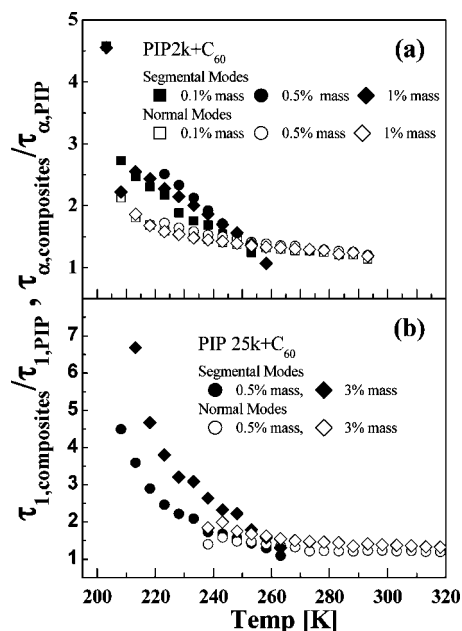 τ1,composites/τ1,PIP , τα,composites/τα,PIP
5
4
3
2
1
(a)
PIP2k+C60
Segmental Modes
0.1% mass 0.5% mass 1% mass
Normal Modes
0.1% mass 0.5% mass 1% mass
7
6
5
4
3
2
1
(b)
PIP 25k+C60
Segmental Modes
0.5% mass, 3% mass
Normal Modes
0.5% mass, 3% mass
200 220 240 260 280 300 320
Temp [K]